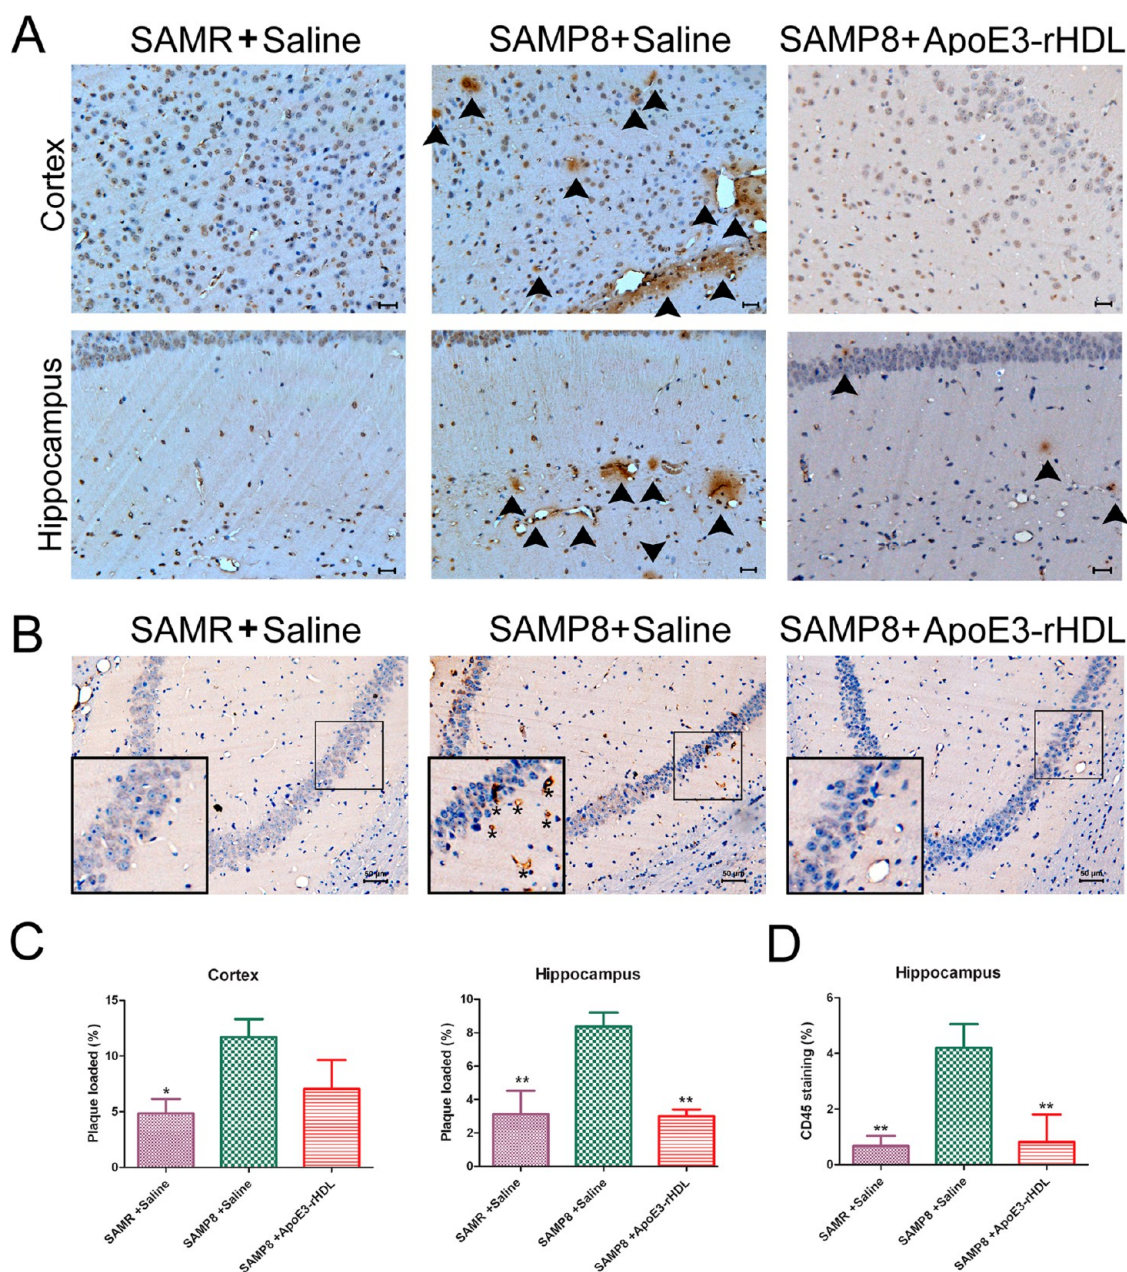 A
SAMR + Saline
SAMP8+Saline
SAMP8+ApoE3-rHDL
Cortex
Hippocampus
B
SAMR + Saline
SAMP8+Saline
SAMP8+ApoE3-rHDL
* * * * * *
50 µm
50 µm
50 µm
C
Cortex
Plaque loaded (%)
15
10
5
0
*
SAMR +Saline
SAMP8 +Saline
SAMP8 +ApoE3-rHDL
Hippocampus
Plaque loaded (%)
10
8
6
4
2
0
**
**
SAMR +Saline
SAMP8 +Saline
SAMP8 +ApoE3-rHDL
D
Hippocampus
CD45 staining (%)
6
4
2
0
**
**
SAMR +Saline
SAMP8 +Saline
SAMP8 +ApoE3-rHDL